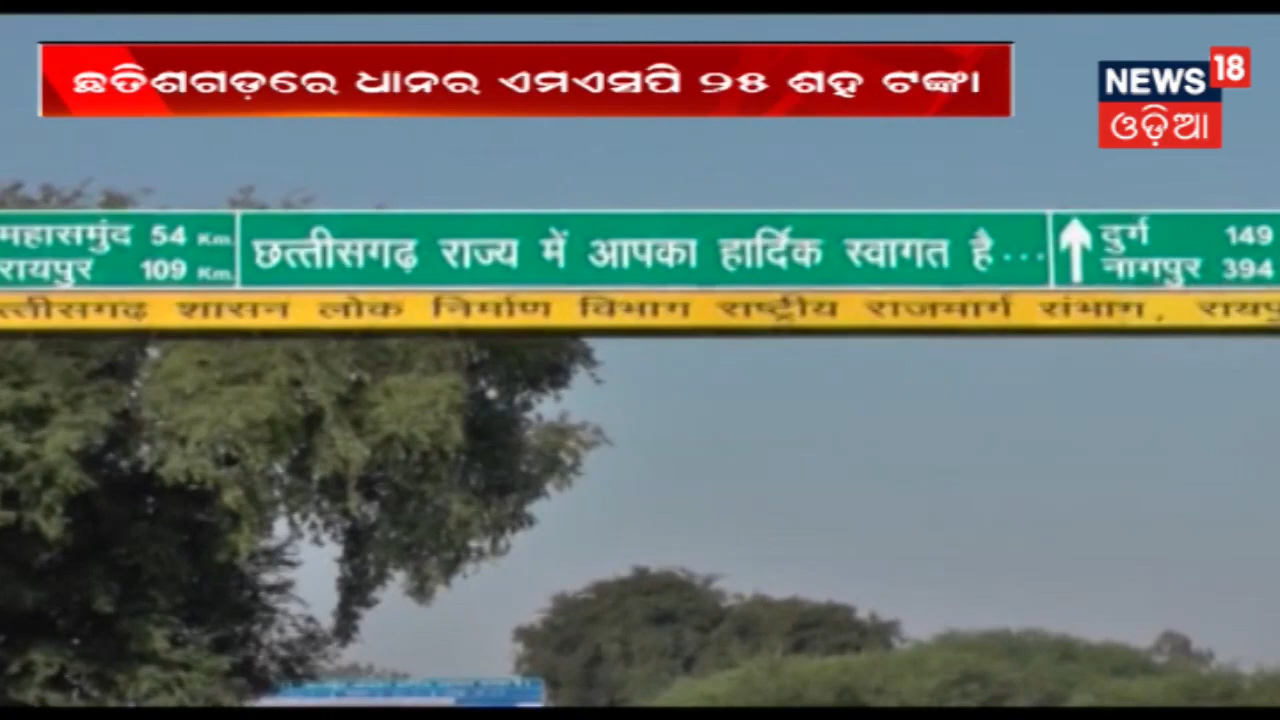 ଛତିଶଗଡ଼ରେ ଧାନର ଏମଏସପି ୨୫ ଶହ ଟଙ୍କା
NEWS 18
ଓଡ଼ିଆ
महासमुंद 54 Km.
रायपुर 109 Km.
छत्तीसगढ़ राज्य में आपका हार्दिक स्वागत है...
दुर्ग 149
नागपुर 394
त्तीसगढ़ शासन लोक निर्माण विभाग राष्ट्रीय राजमार्ग संभाग, रायपु